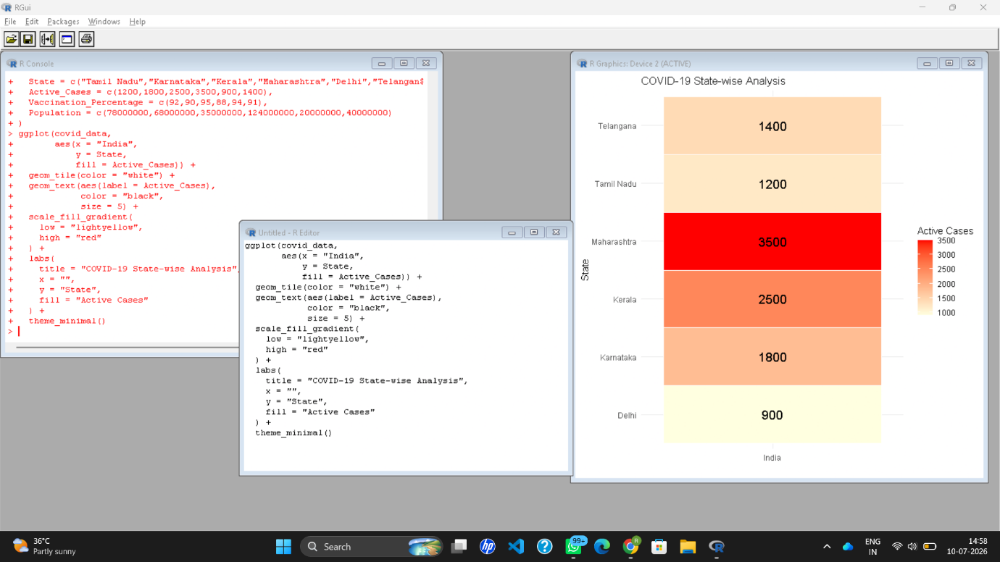 RGui
File Edit Packages Windows Help
R Console
+   State = c("Tamil Nadu","Karnataka","Kerala","Maharashtra","Delhi","Telangan$
+   Active_Cases = c(1200,1800,2500,3500,900,1400),
+   Vaccination_Percentage = c(92,90,95,88,94,91),
+   Population = c(78000000,68000000,35000000,124000000,20000000,40000000)
+ )
> ggplot(covid_data,
+        aes(x = "India",
+            y = State,
+            fill = Active_Cases)) +
+   geom_tile(color = "white") +
+   geom_text(aes(label = Active_Cases),
+             color = "black",
+             size = 5) +
+   scale_fill_gradient(
+     low = "lightyellow",
+     high = "red"
+   ) +
+   labs(
+     title = "COVID-19 State-wise Analysis",
+     x = "",
+     y = "State",
+     fill = "Active Cases"
+   ) +
+   theme_minimal()
>
Untitled - R Editor
ggplot(covid_data,
       aes(x = "India",
           y = State,
           fill = Active_Cases)) +
  geom_tile(color = "white") +
  geom_text(aes(label = Active_Cases),
            color = "black",
            size = 5) +
  scale_fill_gradient(
    low = "lightyellow",
    high = "red"
  ) +
  labs(
    title = "COVID-19 State-wise Analysis",
    x = "",
    y = "State",
    fill = "Active Cases"
  ) +
  theme_minimal()
R Graphics: Device 2 (ACTIVE)
COVID-19 State-wise Analysis
State
Telangana 1400
Tamil Nadu 1200
Maharashtra 3500
Kerala 2500
Karnataka 1800
Delhi 900
India
Active Cases
3500
3000
2500
2000
1500
1000
36°C
Partly sunny
Search
hp
99+
R
ENG
IN
14:58
10-07-2026